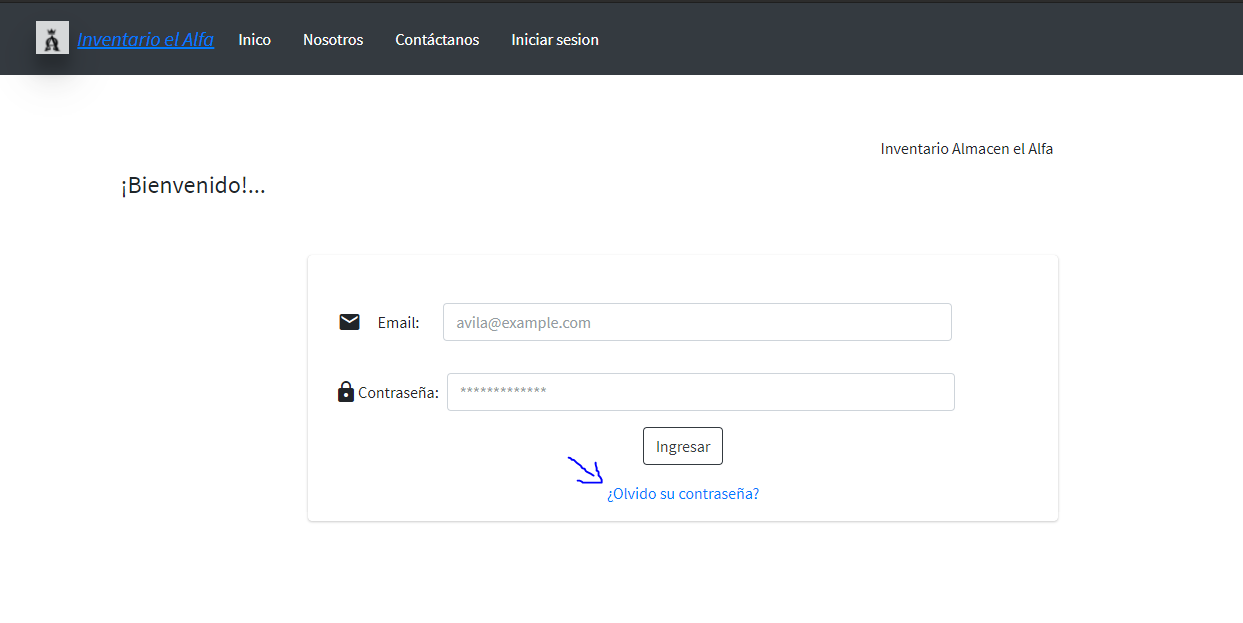 Inventario el Alfa Inico Nosotros Contáctanos Iniciar sesion
Inventario Almacen el Alfa
¡Bienvenido!...
Email: avila@example.com
Contraseña: *************
Ingresar
¿Olvido su contraseña?